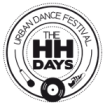 URBAN DANCE FESTIVAL
THE
HH
DAYS